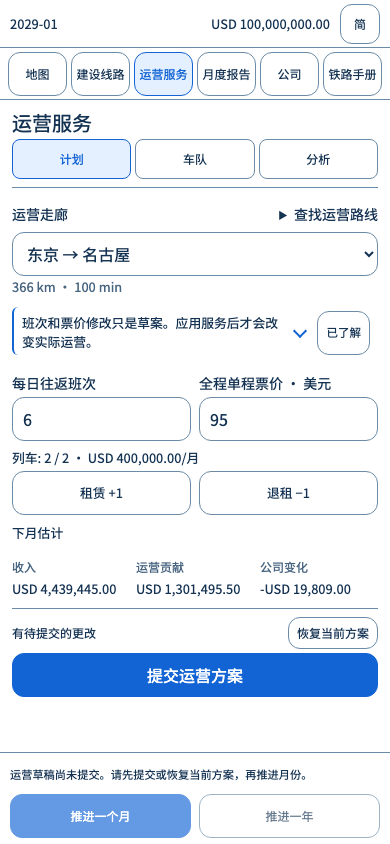 2029-01
USD 100,000,000.00
简
地图
建设线路
运营服务
月度报告
公司
铁路手册
运营服务
计划
车队
分析
运营走廊
▶ 查找运营路线
东京 → 名古屋
366 km · 100 min
班次和票价修改只是草案。应用服务后才会改
变实际运营。
已了解
每日往返班次
全程单程票价 · 美元
6
95
列车: 2 / 2 · USD 400,000.00/月
租赁 +1
退租 −1
下月估计
收入
运营贡献
公司变化
USD 4,439,445.00
USD 1,301,495.50
-USD 19,809.00
有待提交的更改
恢复当前方案
提交运营方案
运营草稿尚未提交。请先提交或恢复当前方案，再推进月份。
推进一个月
推进一年